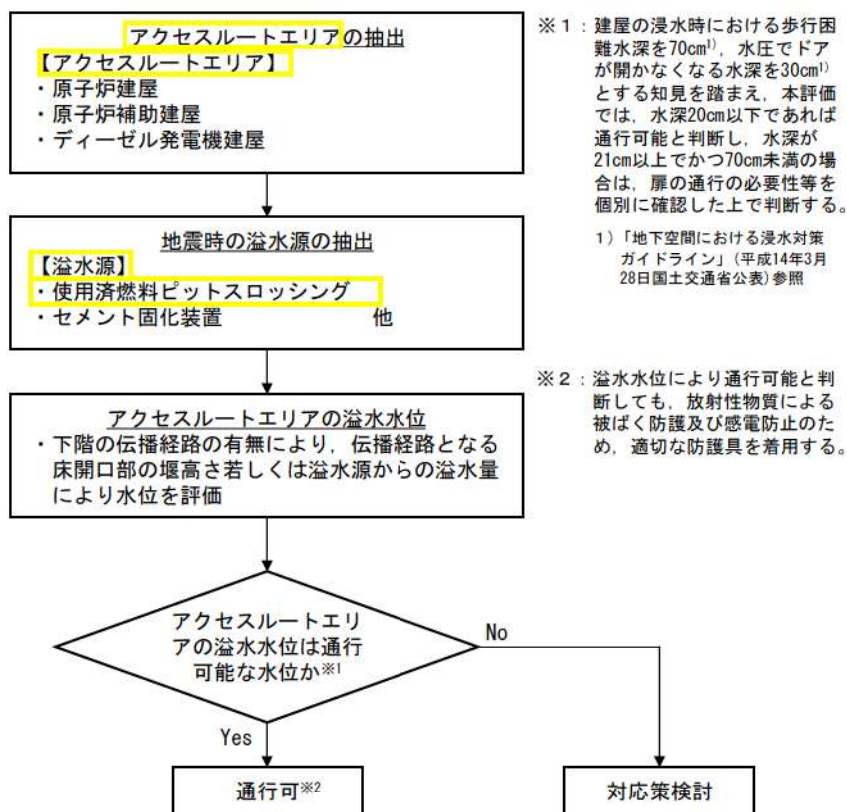 アクセスルートエリアの抽出
【アクセスルートエリア】
・原子炉建屋
・原子炉補助建屋
・ディーゼル発電機建屋
※1：建屋の浸水時における歩行困
難水深を70cm¹⁾，水圧でドア
が開かなくなる水深を30cm¹⁾
とする知見を踏まえ，本評価
では，水深20cm以下であれば
通行可能と判断し，水深が
21cm以上でかつ70cm未満の場
合は，扉の通行の必要性等を
個別に確認した上で判断する。
1）「地下空間における浸水対策
ガイドライン」（平成14年3月
28日国土交通省公表）参照
地震時の溢水源の抽出
【溢水源】
・使用済燃料ピットスロッシング
・セメント固化装置　　　　　他
アクセスルートエリアの溢水水位
・下階の伝播経路の有無により，伝播経路となる
床開口部の堰高さ若しくは溢水源からの溢水量
により水位を評価
※2：溢水水位により通行可能と判
断しても，放射性物質による
被ばく防護及び感電防止のた
め，適切な防護具を着用する。
アクセスルートエリ
アの溢水水位は通行
可能な水位か※1
No
Yes
通行可※2
対応策検討